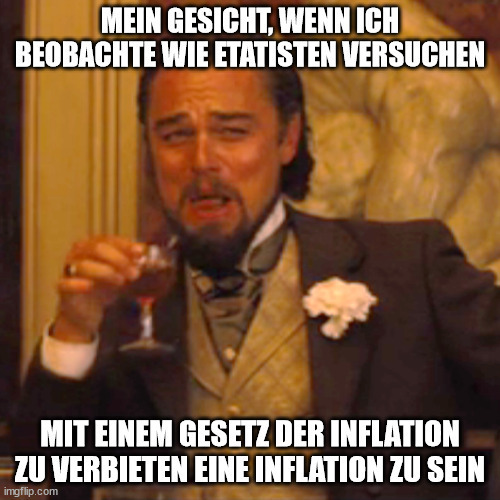 MEIN GESICHT, WENN ICH
BEOBACHTE WIE ETATISTEN VERSUCHEN
MIT EINEM GESETZ DER INFLATION
ZU VERBIETEN EINE INFLATION ZU SEIN
imgflip.com